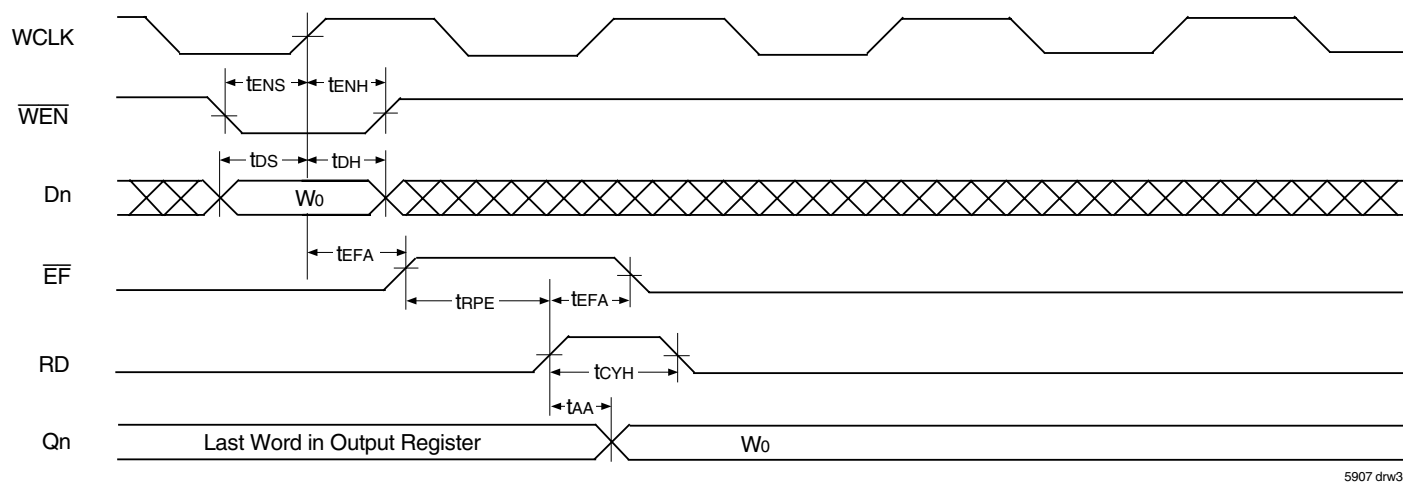 WCLK
tENS
tENH
WEN
tDS
tDH
Dn
W0
tEFA
EF
tRPE
tEFA
RD
tCYH
tAA
Qn
Last Word in Output Register
W0
5907 drw3